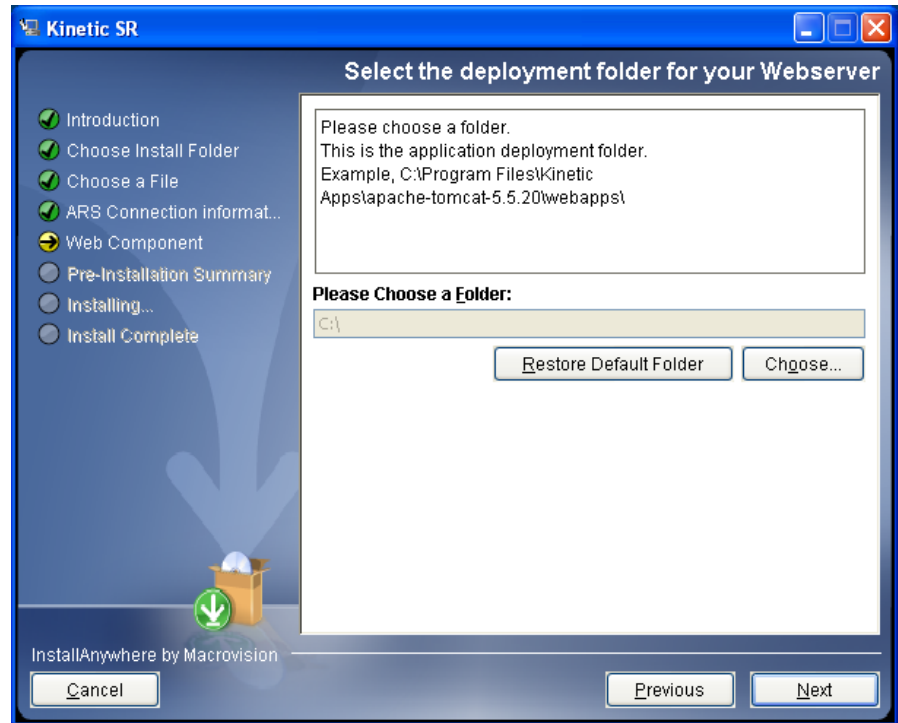 Kinetic SR
Select the deployment folder for your Webserver
Introduction
Choose Install Folder
Choose a File
ARS Connection informat...
Web Component
Pre-Installation Summary
Installing...
Install Complete
Please choose a folder.
This is the application deployment folder.
Example, C:\Program Files\Kinetic
Apps\apache-tomcat-5.5.20\webapps\
Please Choose a Folder:
C:\
Restore Default Folder
Choose...
InstallAnywhere by Macrovision
Cancel
Previous
Next